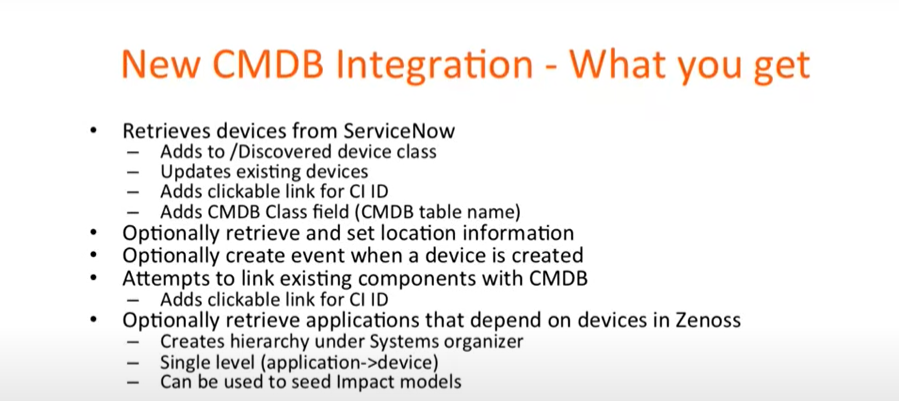 New CMDB Integration - What you get
• Retrieves devices from ServiceNow
– Adds to /Discovered device class
– Updates existing devices
– Adds clickable link for CI ID
– Adds CMDB Class field (CMDB table name)
• Optionally retrieve and set location information
• Optionally create event when a device is created
• Attempts to link existing components with CMDB
– Adds clickable link for CI ID
• Optionally retrieve applications that depend on devices in Zenoss
– Creates hierarchy under Systems organizer
– Single level (application->device)
– Can be used to seed Impact models